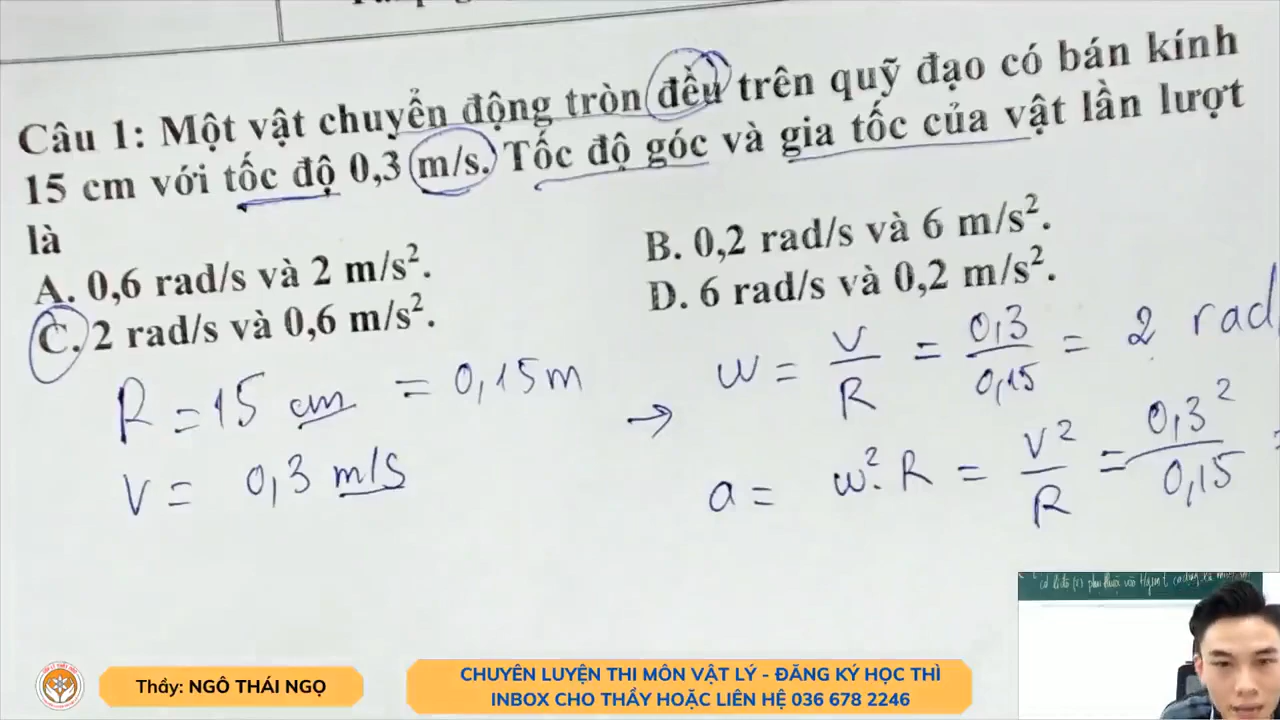 Câu 1: Một vật chuyển động tròn đều trên quỹ đạo có bán kính
15 cm với tốc độ 0,3 m/s. Tốc độ góc và gia tốc của vật lần lượt
là
A. 0,6 rad/s và 2 m/s².
B. 0,2 rad/s và 6 m/s².
C. 2 rad/s và 0,6 m/s².
D. 6 rad/s và 0,2 m/s².
R = 15 cm = 0,15m
V = 0,3 m/s
→ w = V/R = 0,3/0,15 = 2 rad
a = w². R = V²/R = 0,3²/0,15 =
Thầy: NGÔ THÁI NGỌ
CHUYÊN LUYỆN THI MÔN VẬT LÝ - ĐĂNG KÝ HỌC THÌ
INBOX CHO THẦY HOẶC LIÊN HỆ 036 678 2246